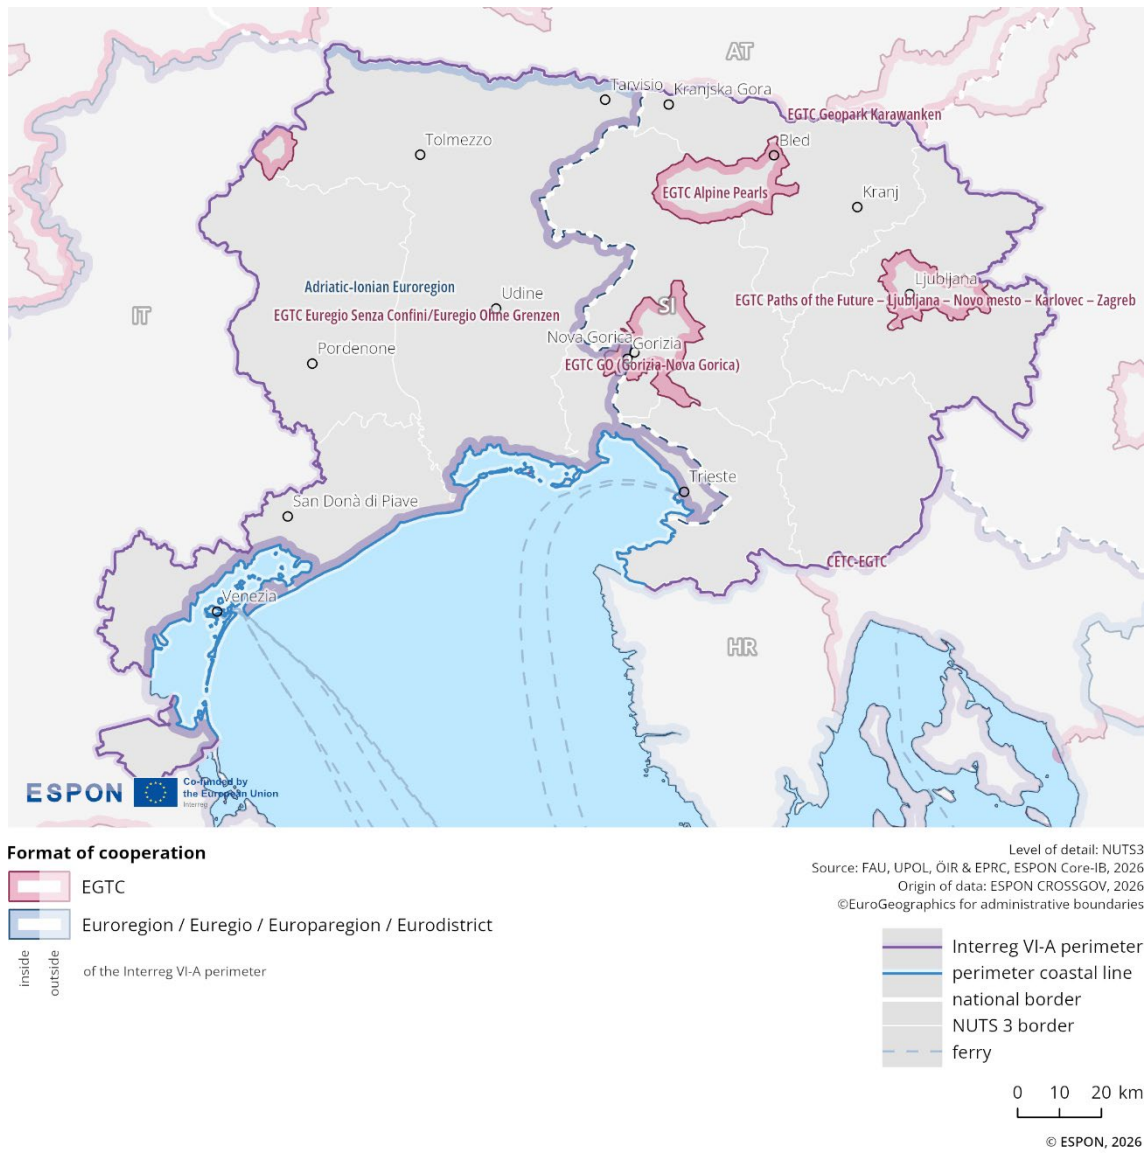 AT
Tarvisio
Kranjska Gora
EGTC Geopark Karawanken
Tolmezzo
Bled
EGTC Alpine Pearls
Kranj
Adriatic-Ionian Euroregion
Udine
Ljubljana
SI
EGTC Paths of the Future – Ljubljana – Novo mesto – Karlovec – Zagreb
IT
EGTC Euregio Senza Confini/Euregio Ohne Grenzen
Nova Gorica
Gorizia
Pordenone
EGTC GO (Gorizia-Nova Gorica)
Trieste
San Donà di Piave
CETC-EGTC
Venezia
HR
ESPON
Co-funded by
the European Union
Interreg
Format of cooperation
EGTC
Euroregion / Euregio / Europaregion / Eurodistrict
inside
outside
of the Interreg VI-A perimeter
Level of detail: NUTS3
Source: FAU, UPOL, ÖIR & EPRC, ESPON Core-IB, 2026
Origin of data: ESPON CROSSGOV, 2026
©EuroGeographics for administrative boundaries
Interreg VI-A perimeter
perimeter coastal line
national border
NUTS 3 border
ferry
0 10 20 km
© ESPON, 2026